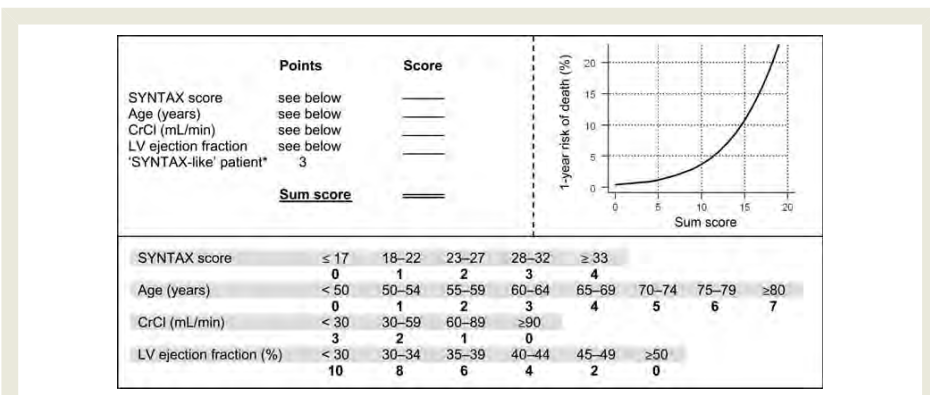 Points Score
SYNTAX score see below
Age (years) see below
CrCl (mL/min) see below
LV ejection fraction see below
‘SYNTAX-like’ patient* 3
Sum score
1-year risk of death (%)
20
15
10
5
0
0 5 10 15 20
Sum score
SYNTAX score ≤ 17 18–22 23–27 28–32 ≥ 33
0 1 2 3 4
Age (years) < 50 50–54 55–59 60–64 65–69 70–74 75–79 ≥80
0 1 2 3 4 5 6 7
CrCl (mL/min) < 30 30–59 60–89 ≥90
3 2 1 0
LV ejection fraction (%) < 30 30–34 35–39 40–44 45–49 ≥50
10 8 6 4 2 0